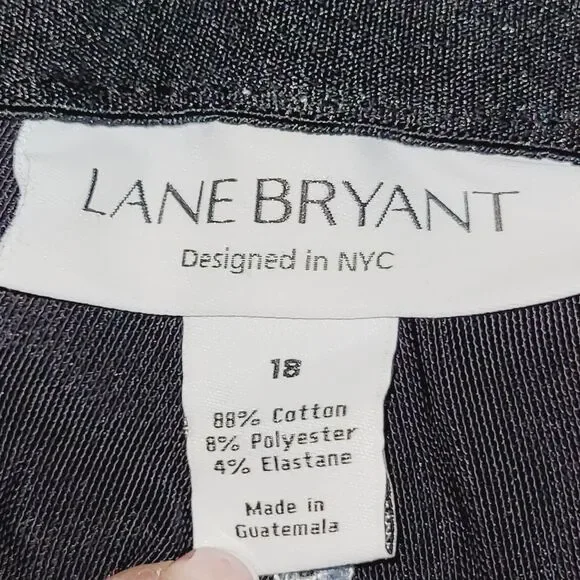 LANE BRYANT
Designed in NYC
18
88% Cotton
8% Polyester
4% Elastane
Made in
Guatemala